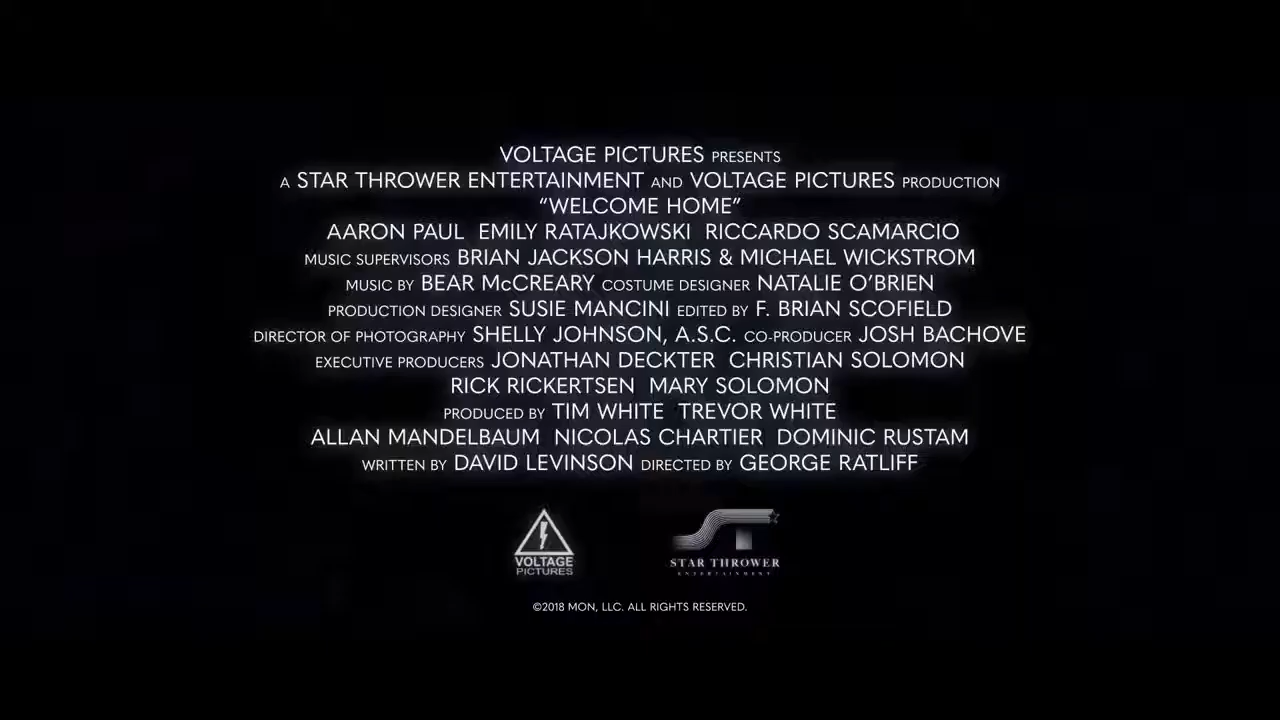 VOLTAGE PICTURES PRESENTS
A STAR THROWER ENTERTAINMENT AND VOLTAGE PICTURES PRODUCTION
“WELCOME HOME”
AARON PAUL EMILY RATAJKOWSKI RICCARDO SCAMARCIO
MUSIC SUPERVISORS BRIAN JACKSON HARRIS & MICHAEL WICKSTROM
MUSIC BY BEAR McCREARY COSTUME DESIGNER NATALIE O’BRIEN
PRODUCTION DESIGNER SUSIE MANCINI EDITED BY F. BRIAN SCOFIELD
DIRECTOR OF PHOTOGRAPHY SHELLY JOHNSON, A.S.C. CO-PRODUCER JOSH BACHOVE
EXECUTIVE PRODUCERS JONATHAN DECKTER CHRISTIAN SOLOMON
RICK RICKERTSEN MARY SOLOMON
PRODUCED BY TIM WHITE TREVOR WHITE
ALLAN MANDELBAUM NICOLAS CHARTIER DOMINIC RUSTAM
WRITTEN BY DAVID LEVINSON DIRECTED BY GEORGE RATLIFF
VOLTAGE
PICTURES
STAR THROWER
ENTERTAINMENT
©2018 MON, LLC. ALL RIGHTS RESERVED.